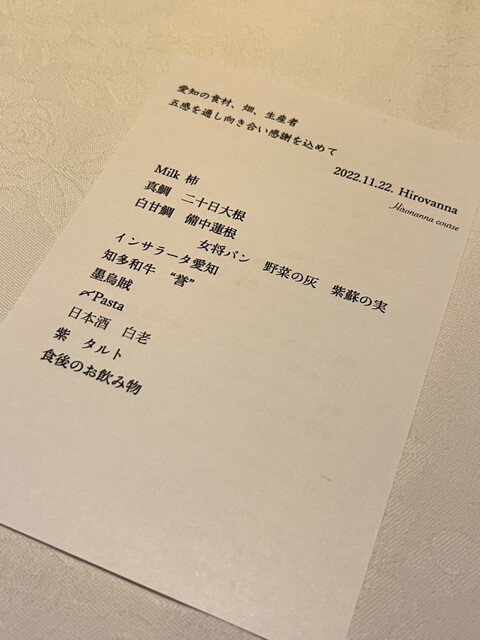 愛知の食材、畑、生産者
五感を通し向き合い感謝を込めて
2022.11.22. Hirovanna
Hirovanna course
Milk 柿
真鯛 二十日大根
白甘鯛 備中蓮根
女将パン 野菜の灰 紫蘇の実
インサラータ愛知
知多和牛 “誉”
墨烏賊
〆Pasta
日本酒 白老
紫 タルト
食後のお飲み物